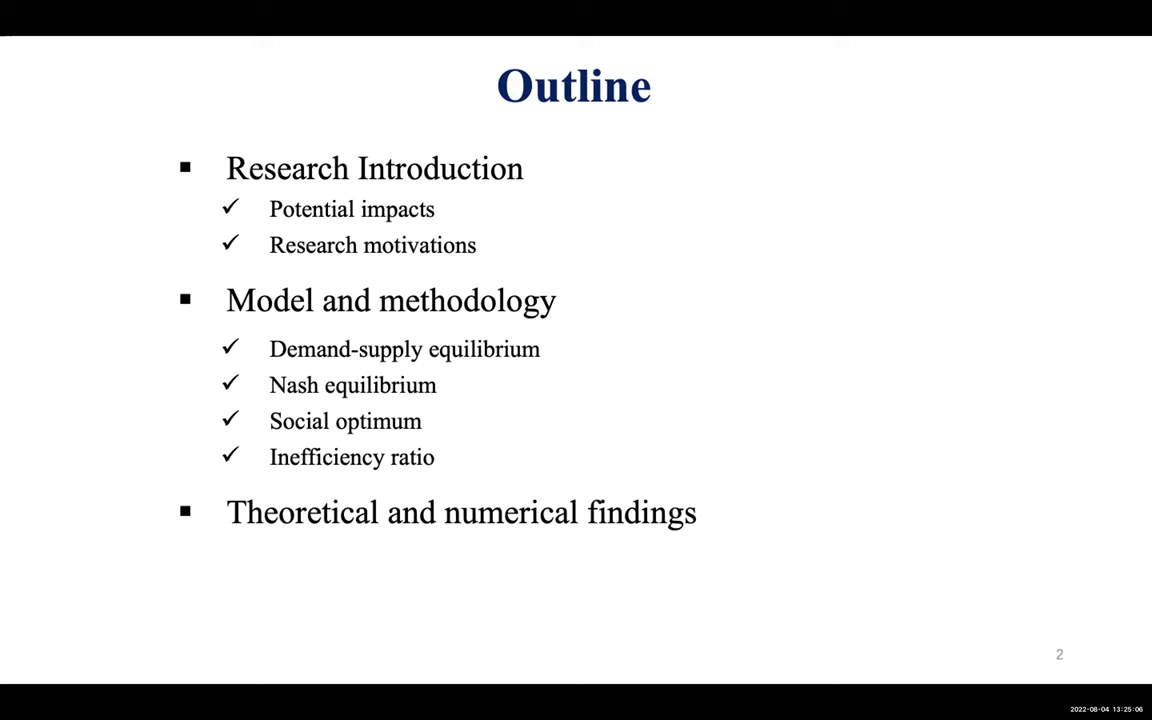 Outline
▪ Research Introduction
✓ Potential impacts
✓ Research motivations
▪ Model and methodology
✓ Demand-supply equilibrium
✓ Nash equilibrium
✓ Social optimum
✓ Inefficiency ratio
▪ Theoretical and numerical findings
2
2022-08-04 13:25:06